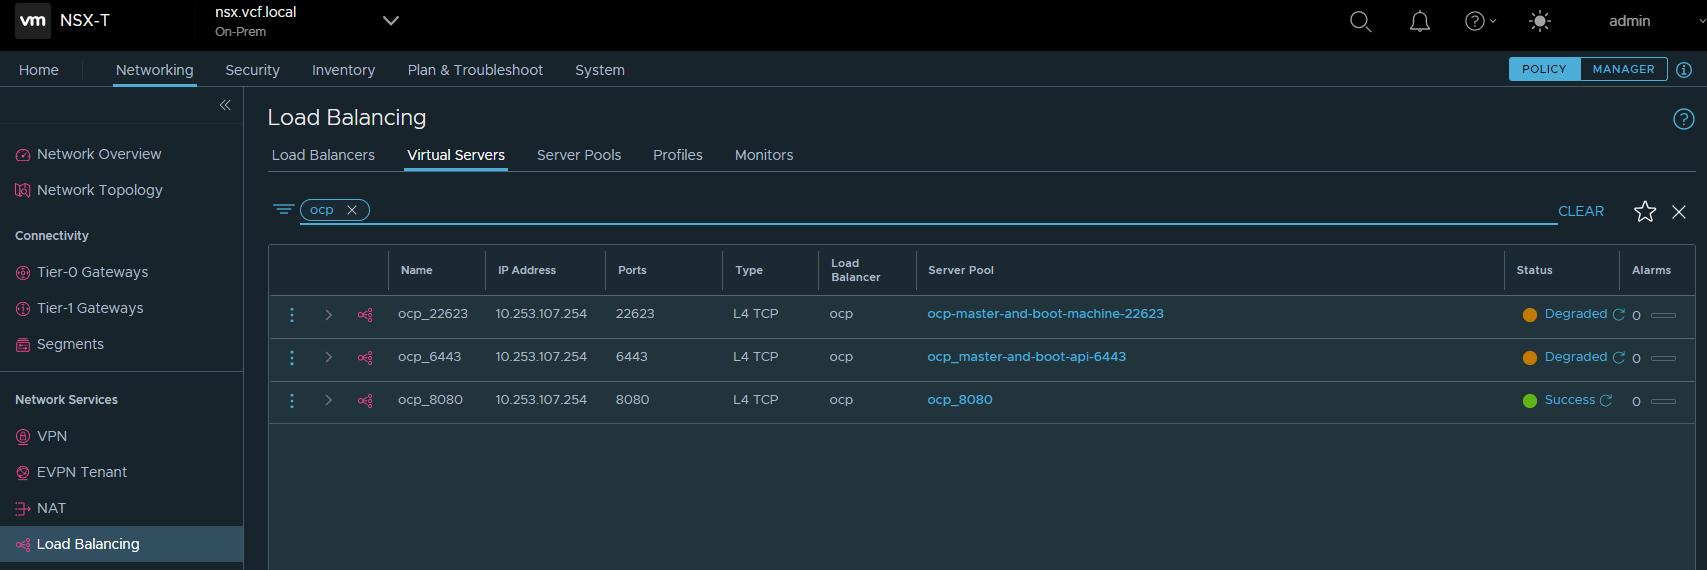 vm NSX-T
nsx.vcf.local
On-Prem
admin
Home Networking Security Inventory Plan & Troubleshoot System
POLICY MANAGER
Network Overview
Network Topology
Connectivity
Tier-0 Gateways
Tier-1 Gateways
Segments
Network Services
VPN
EVPN Tenant
NAT
Load Balancing
Load Balancing
Load Balancers Virtual Servers Server Pools Profiles Monitors
ocp CLEAR
Name IP Address Ports Type Load Balancer Server Pool Status Alarms
ocp_22623 10.253.107.254 22623 L4 TCP ocp ocp-master-and-boot-machine-22623 Degraded 0
ocp_6443 10.253.107.254 6443 L4 TCP ocp ocp_master-and-boot-api-6443 Degraded 0
ocp_8080 10.253.107.254 8080 L4 TCP ocp ocp_8080 Success 0